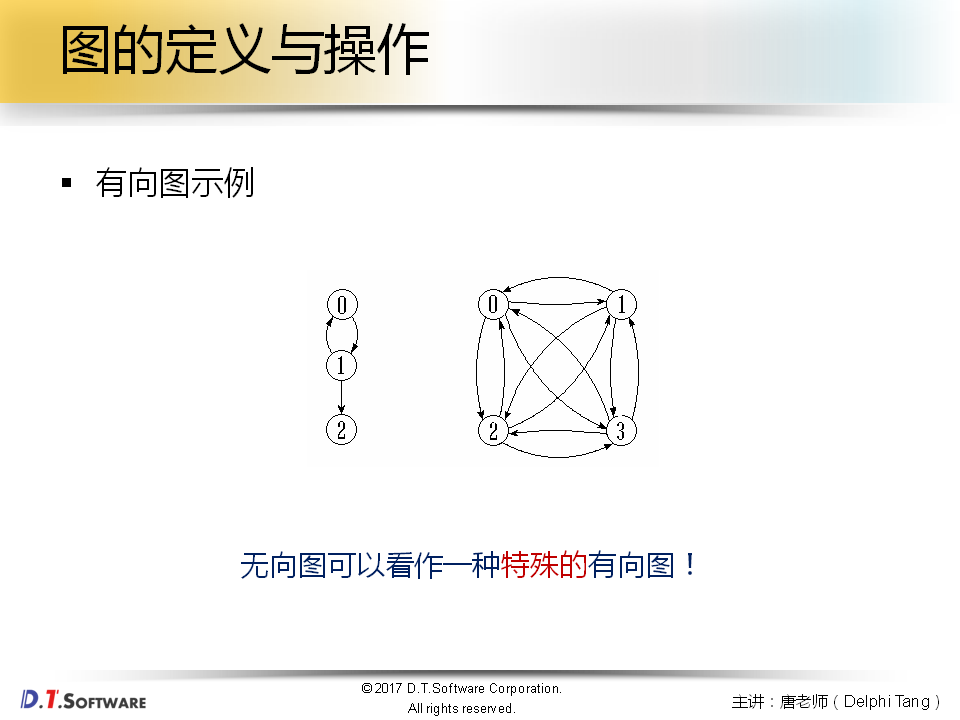 图的定义与操作
▪ 有向图示例
0
1
2
0
1
2
3
无向图可以看作一种特殊的有向图！
D.T.SOFTWARE
©2017 D.T.Software Corporation.
All rights reserved.
主讲：唐老师（Delphi Tang）